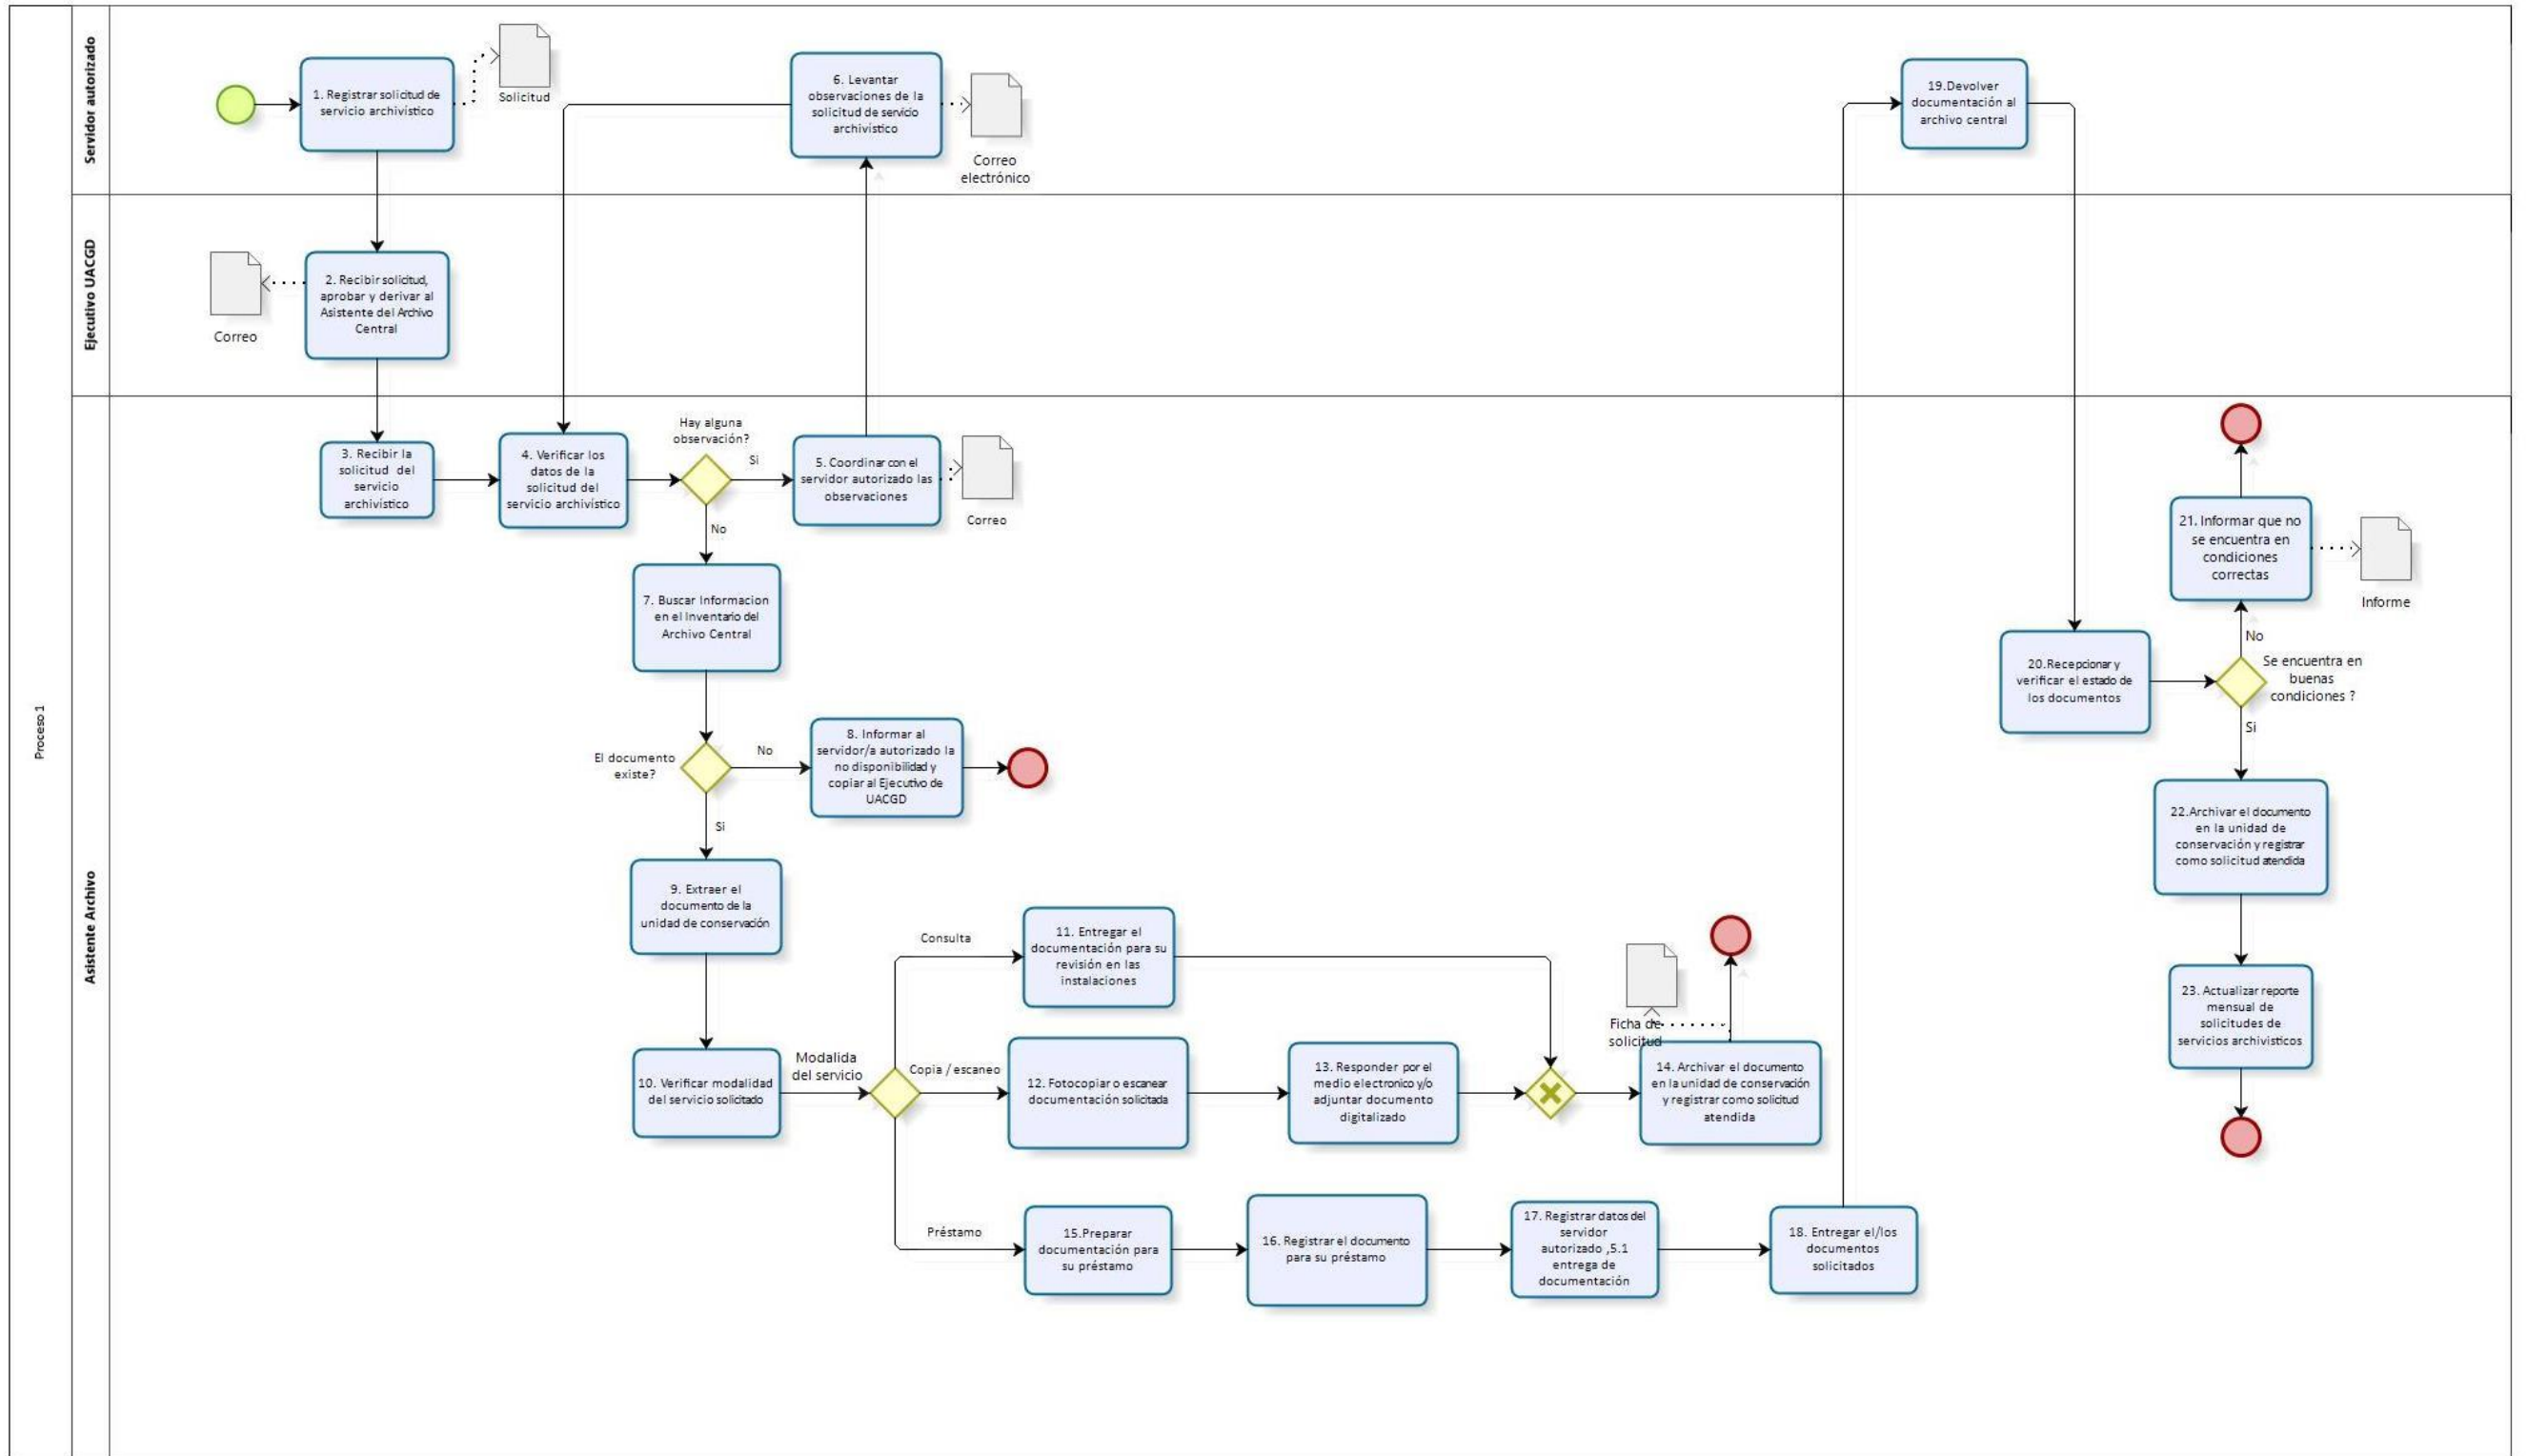 Proceso 1
Servidor autorizado
1. Registrar solicitud de
servicio archivístico
Solicitud
6. Levantar
observaciones de la
solicitud de servicio
archivístico
Correo
electrónico
19.Devolver
documentación al
archivo central
Ejecutivo UACGD
2. Recibir solicitud,
aprobar y derivar al
Asistente del Archivo
Central
Correo
Asistente Archivo
3. Recibir la
solicitud del
servicio
archivístico
4. Verificar los
datos de la
solicitud del
servicio archivístico
Hay alguna
observación?
Si
No
5. Coordinar con el
servidor autorizado las
observaciones
Correo
7. Buscar Informacion
en el Inventario del
Archivo Central
El documento
existe?
No
Si
8. Informar al
servidor/a autorizado la
no disponibilidad y
copiar al Ejecutivo de
UACGD
9. Extraer el
documento de la
unidad de conservación
10. Verificar modalidad
del servicio solicitado
Modalida
del servicio
Consulta
11. Entregar el
documentación para su
revisión en las
instalaciones
Copia / escaneo
12. Fotocopiar o escanear
documentación solicitada
13. Responder por el
medio electronico y/o
adjuntar documento
digitalizado
Ficha de
solicitud
14. Archivar el documento
en la unidad de conservación
y registrar como solicitud
atendida
Préstamo
15.Preparar
documentación para
su préstamo
16. Registrar el documento
para su préstamo
17. Registrar datos del
servidor
autorizado ,5.1
entrega de
documentación
18. Entregar el/los
documentos
solicitados
20.Recepcionar y
verificar el estado de
los documentos
Se encuentra en
buenas
condiciones ?
No
Si
21. Informar que no
se encuentra en
condiciones
correctas
Informe
22.Archivar el documento
en la unidad de
conservación y registrar
como solicitud atendida
23. Actualizar reporte
mensual de
solicitudes de
servicios archivisticos